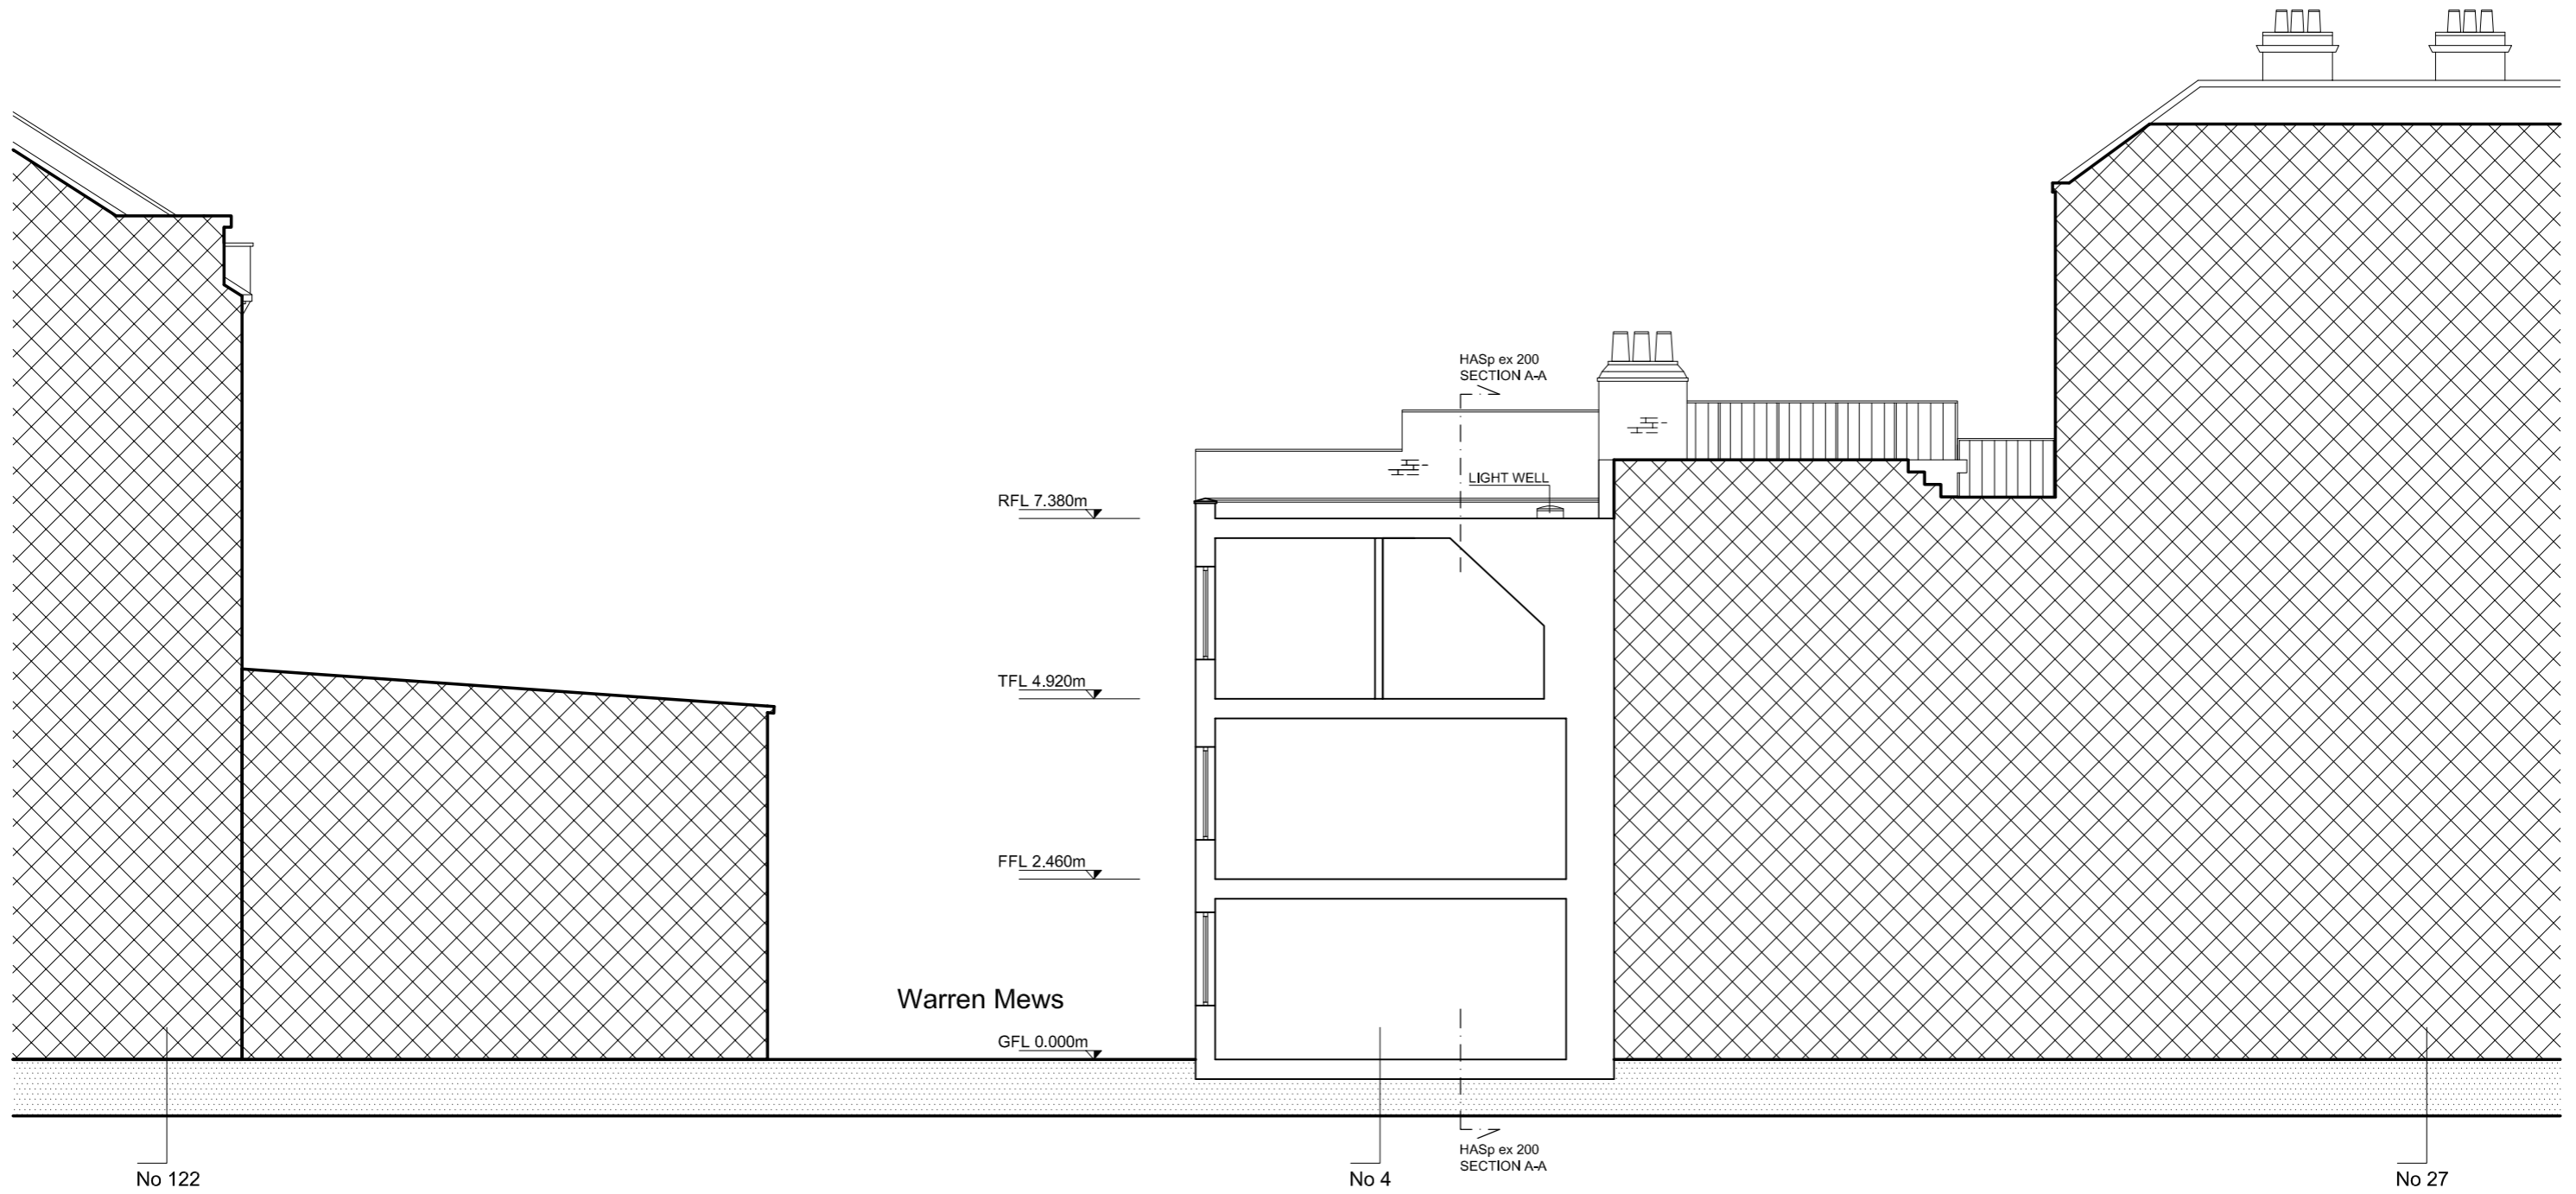 HASp ex 200
SECTION A-A
LIGHT WELL
RFL 7.380m
TFL 4.920m
FFL 2.460m
Warren Mews
GFL 0.000m
HASp ex 200
SECTION A-A
No 122
No 4
No 27